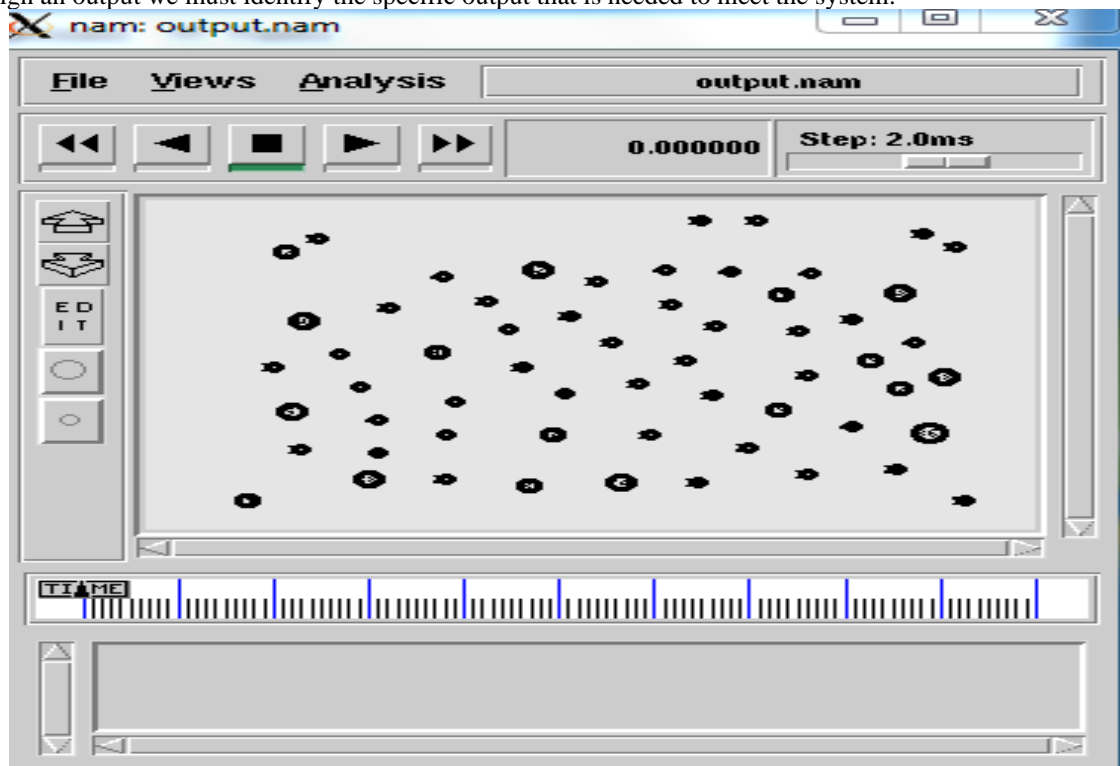 an output we must identify the specific output that is needed to meet the system.
nam: output.nam
File Views Analysis output.nam
0.000000 Step: 2.0ms
ED
IT
TIME